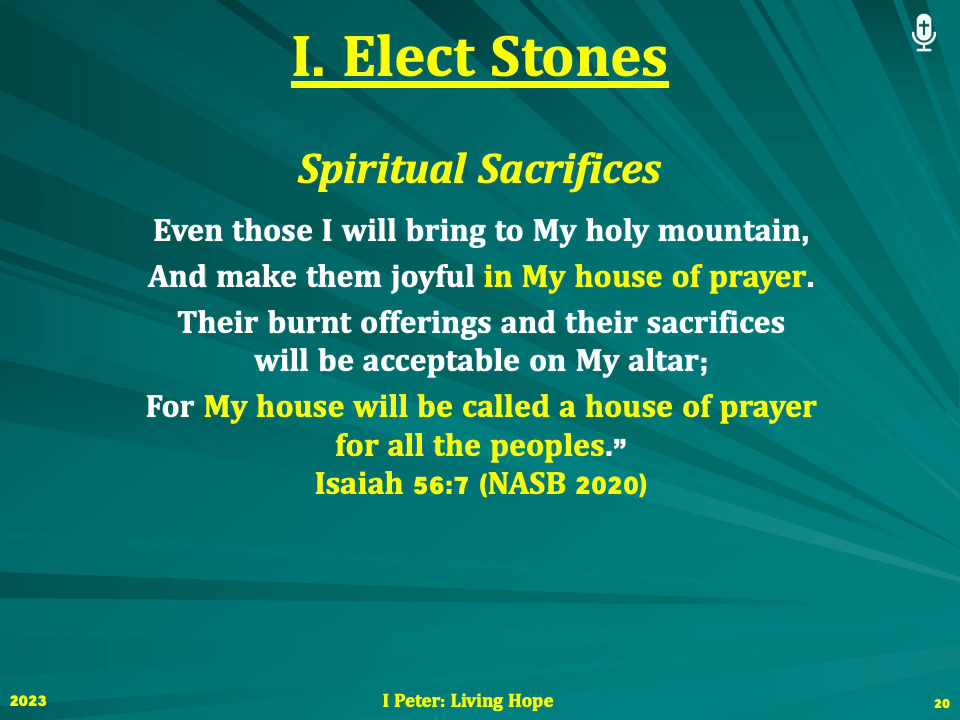 I. Elect Stones
Spiritual Sacrifices
Even those I will bring to My holy mountain,
And make them joyful in My house of prayer.
Their burnt offerings and their sacrifices
will be acceptable on My altar;
For My house will be called a house of prayer
for all the peoples.”
Isaiah 56:7 (NASB 2020)
2023
I Peter: Living Hope
20